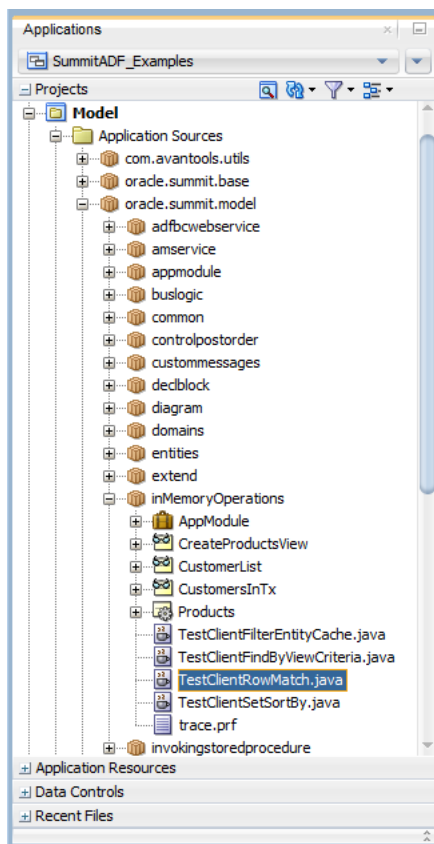 Applications
SummitADF_Examples
Projects
Model
Application Sources
com.avantools.utils
oracle.summit.base
oracle.summit.model
adfbcwebservice
amservice
appmodule
buslogic
common
controlpostorder
custommessages
declblock
diagram
domains
entities
extend
inMemoryOperations
AppModule
CreateProductsView
CustomerList
CustomersInTx
Products
TestClientFilterEntityCache.java
TestClientFindByViewCriteria.java
TestClientRowMatch.java
TestClientSetSortBy.java
trace.prf
invokingstoredprocedure
Application Resources
Data Controls
Recent Files